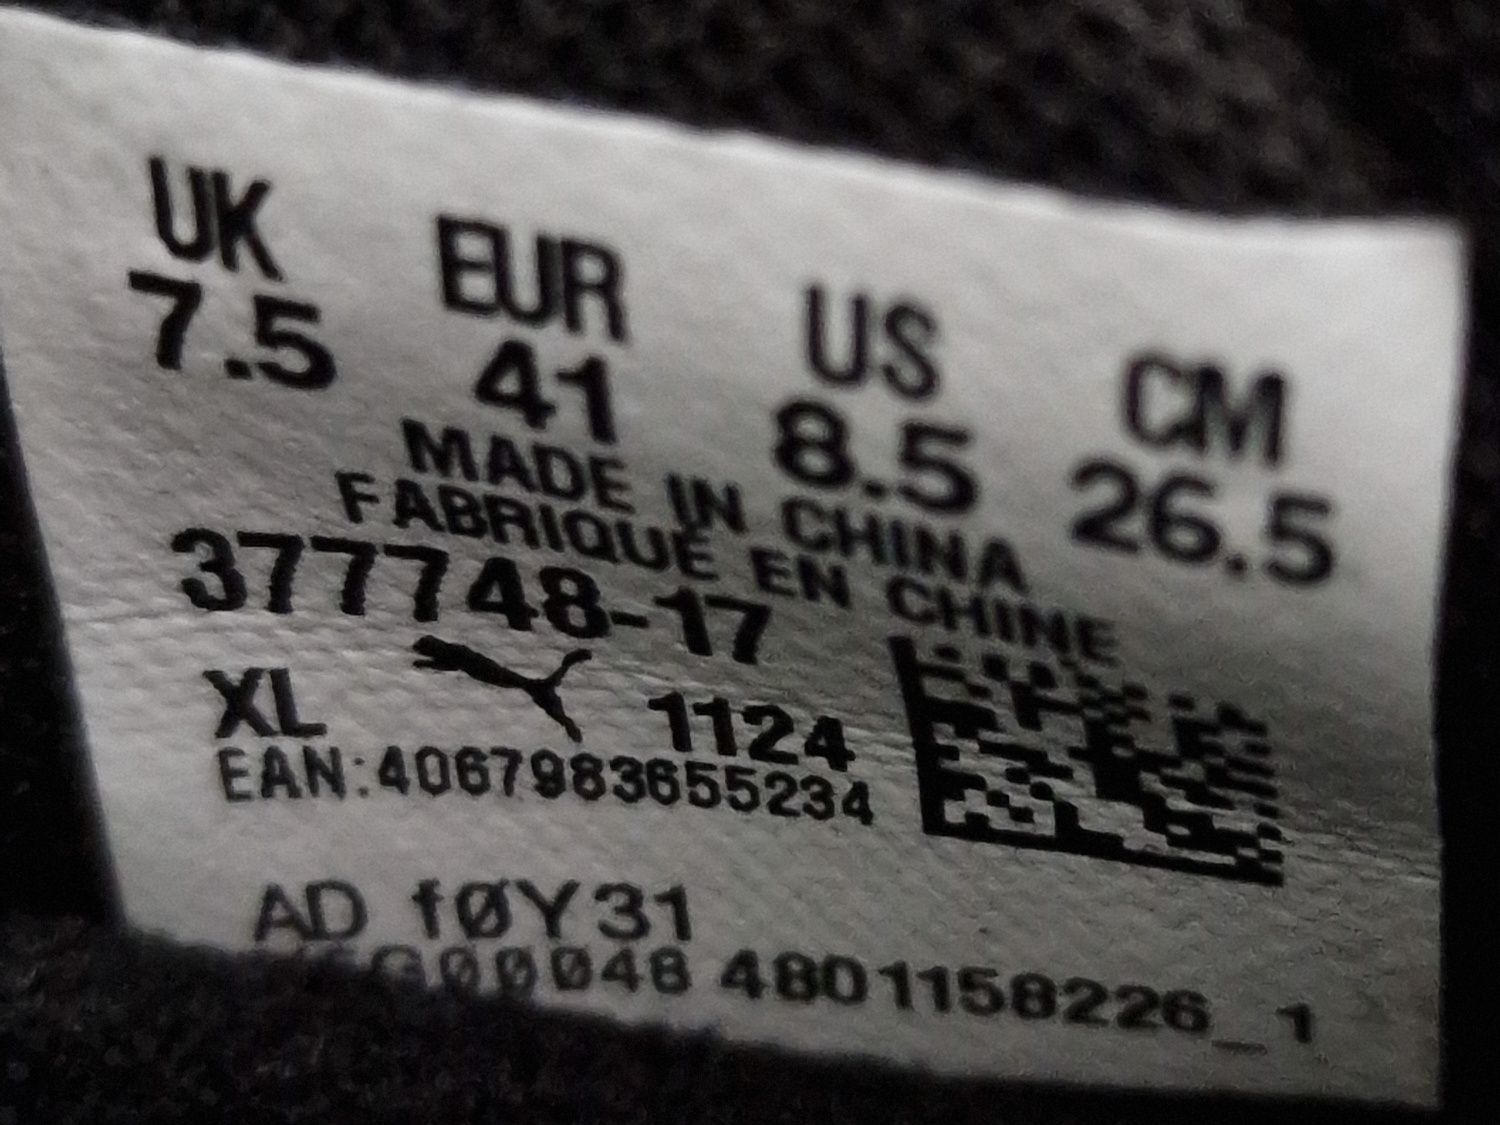 UK EUR US CM
7.5 41 8.5 26.5
MADE IN CHINA
FABRIQUÉ EN CHINE
377748-17
XL 1124
EAN:4067983655234
AD f0Y31
4801158226_1